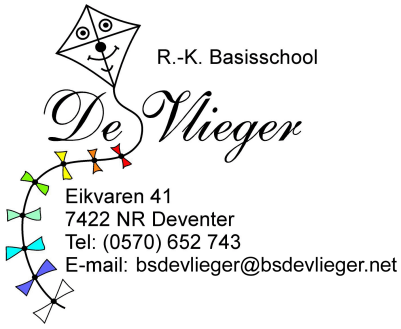 R.-K. Basisschool
De Vlieger
Eikvaren 41
7422 NR Deventer
Tel: (0570) 652 743
E-mail: bsdevlieger@bsdevlieger.net